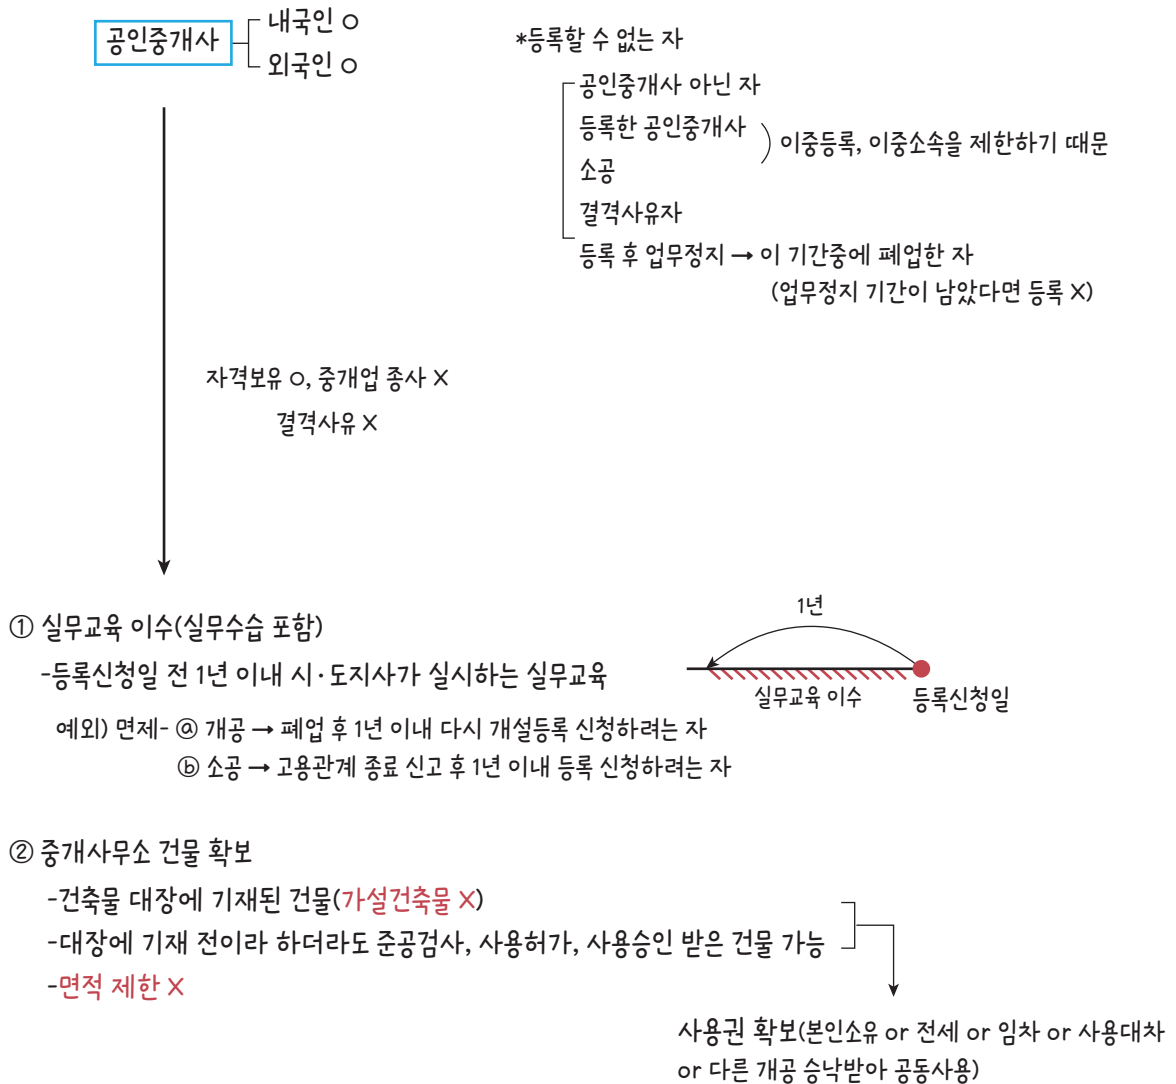 공인중개사
내국인 O
외국인 O
*등록할 수 없는 자
공인중개사 아닌 자
등록한 공인중개사
소공
이중등록, 이중소속을 제한하기 때문
결격사유자
등록 후 업무정지 → 이 기간중에 폐업한 자
(업무정지 기간이 남았다면 등록 X)
자격보유 O, 중개업 종사 X
결격사유 X
① 실무교육 이수(실무수습 포함)
-등록신청일 전 1년 이내 시·도지사가 실시하는 실무교육
예외) 면제- ⓐ 개공 → 폐업 후 1년 이내 다시 개설등록 신청하려는 자
ⓑ 소공 → 고용관계 종료 신고 후 1년 이내 등록 신청하려는 자
1년
실무교육 이수
등록신청일
② 중개사무소 건물 확보
-건축물 대장에 기재된 건물(가설건축물 X)
-대장에 기재 전이라 하더라도 준공검사, 사용허가, 사용승인 받은 건물 가능
-면적 제한 X
사용권 확보(본인소유 or 전세 or 임차 or 사용대차
or 다른 개공 승낙받아 공동사용)